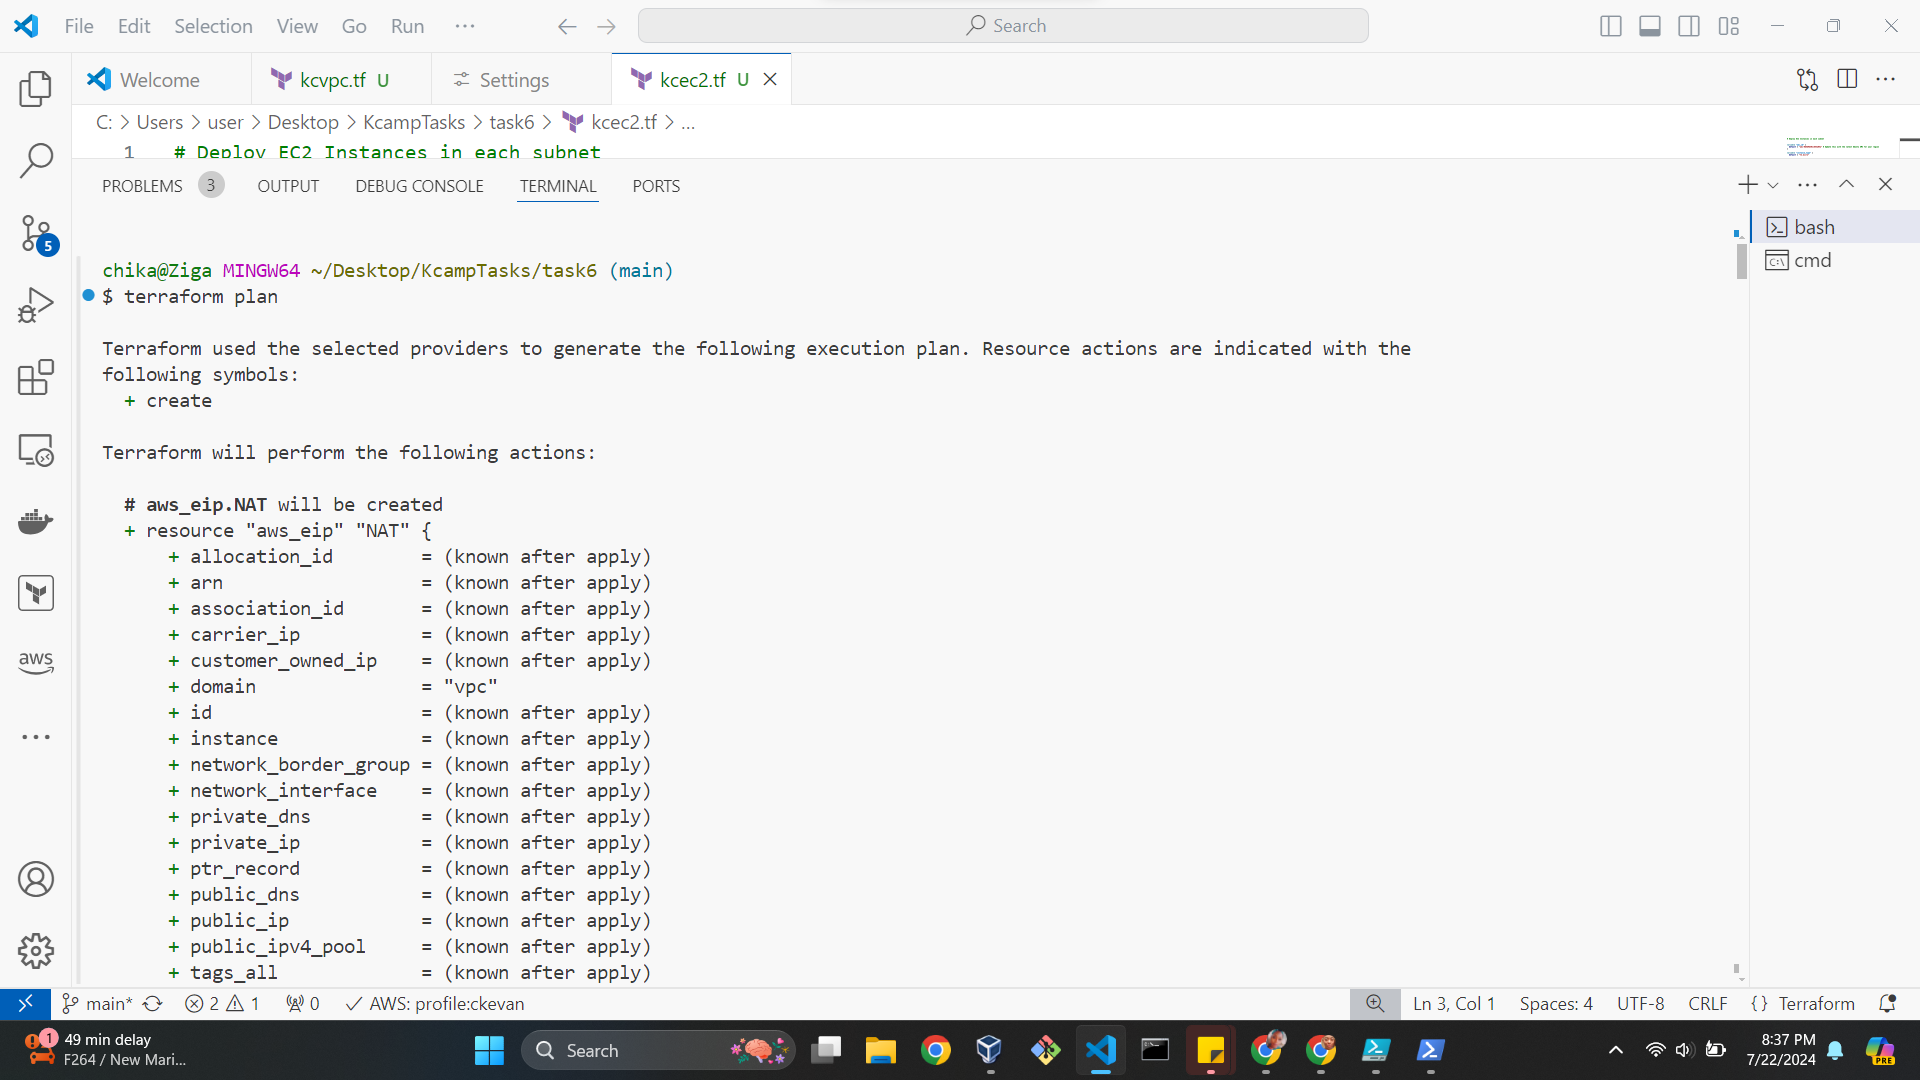 File Edit Selection View Go Run ··· Search
Welcome kcvpc.tf U Settings kcec2.tf U
C: > Users > user > Desktop > KcampTasks > task6 > kcec2.tf > ...
1 # Deploy EC2 Instances in each subnet
PROBLEMS 3 OUTPUT DEBUG CONSOLE TERMINAL PORTS
bash
cmd
chika@Ziga MINGW64 ~/Desktop/KcampTasks/task6 (main)
$ terraform plan
Terraform used the selected providers to generate the following execution plan. Resource actions are indicated with the
following symbols:
+ create
Terraform will perform the following actions:
# aws_eip.NAT will be created
+ resource "aws_eip" "NAT" {
+ allocation_id = (known after apply)
+ arn = (known after apply)
+ association_id = (known after apply)
+ carrier_ip = (known after apply)
+ customer_owned_ip = (known after apply)
+ domain = "vpc"
+ id = (known after apply)
+ instance = (known after apply)
+ network_border_group = (known after apply)
+ network_interface = (known after apply)
+ private_dns = (known after apply)
+ private_ip = (known after apply)
+ ptr_record = (known after apply)
+ public_dns = (known after apply)
+ public_ip = (known after apply)
+ public_ipv4_pool = (known after apply)
+ tags_all = (known after apply)
5
aws
main* 2 1 0 AWS: profile:ckevan Ln 3, Col 1 Spaces: 4 UTF-8 CRLF {} Terraform
1 49 min delay
F264 / New Mari...
Search
8:37 PM
7/22/2024
PRE